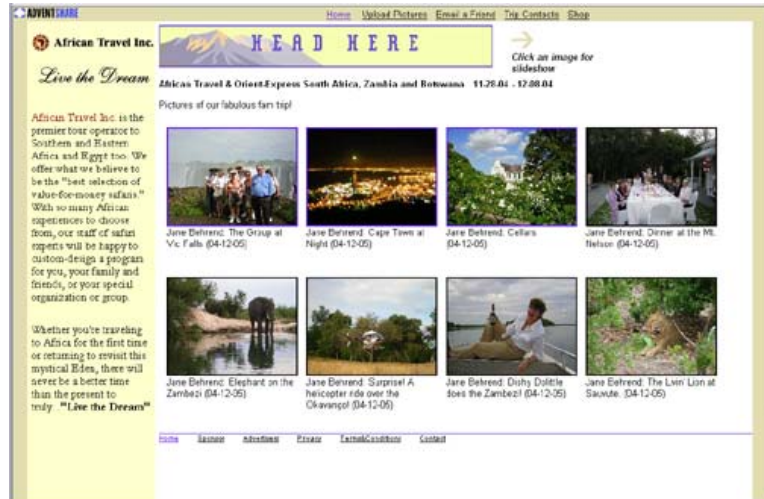 ADVENTSHARE
Home Upload Pictures Email a Friend Trip Contacts Shop
African Travel Inc.
Live the Dream
HEAD HERE
Click an image for
slideshow
African Travel & Orient-Express South Africa, Zambia and Botswana 11-28-04 - 12-08-04
Pictures of our fabulous fam trip!
African Travel Inc. is the
premier tour operator to
Southern and Eastern
Africa and Egypt too. We
offer what we believe to
be the "best selection of
value-for-money safaris."
With so many African
experiences to choose
from, our staff of safari
experts will be happy to
custom-design a program
for you, your family and
friends, or your special
organization or group.
Whether you're traveling
to Africa for the first time
or returning to revisit this
mystical Eden, there will
never be a better time
than the present to
truly..."Live the Dream"
Jane Behrend: The Group at
Vic Falls (04-12-05)
Jane Behrend: Cape Town at
Night (04-12-05)
Jane Behrend: Cellars
(04-12-05)
Jane Behrend: Dinner at the Mt.
Nelson (04-12-05)
Jane Behrend: Elephant on the
Zambezi (04-12-05)
Jane Behrend: Surprise! A
helicopter ride over the
Okavango! (04-12-05)
Jane Behrend: Dishy Dolittle
does the Zambezi! (04-12-05)
Jane Behrend: The Livin' Lion at
Savute. (04-12-05)
Home Sponsor Advertisers Privacy Terms&Conditions Contact